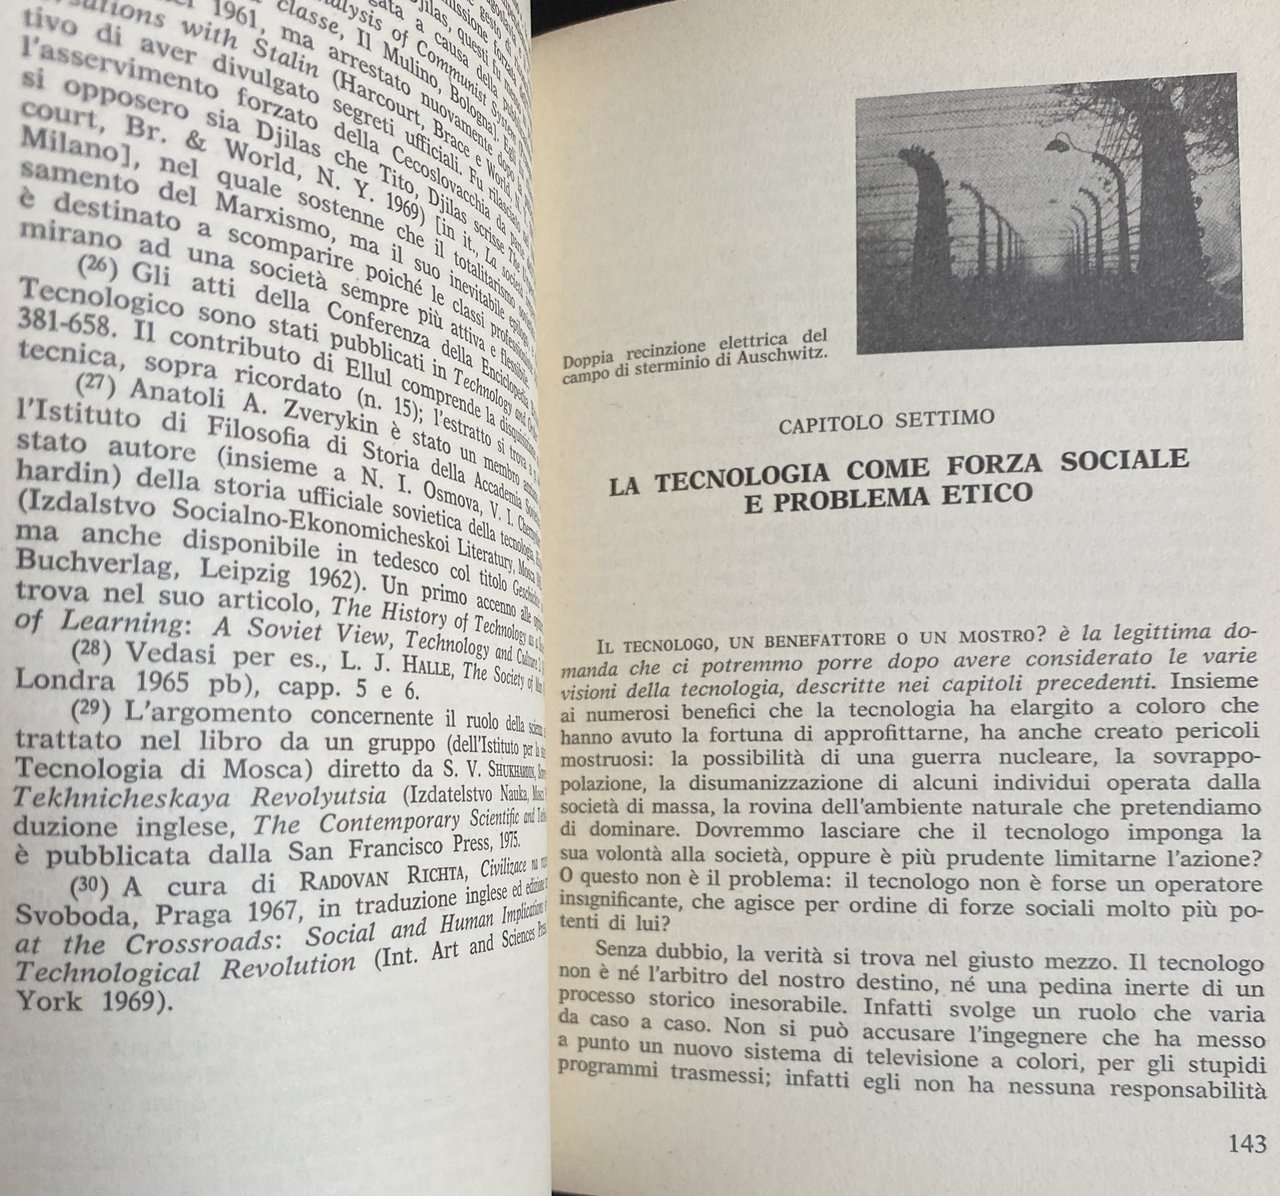 1961, ma arrestato nuovamente dopo la
with Stalin (Harcourt, Brace e World, N. Y.
tivo di aver divulgato segreti ufficiali. Fu rilasciato
l'asservimento forzato della Cecoslovacchia da parte
si opposero sia Djilas che Tito, Djilas scrisse The
court, Br. & World, N. Y. 1969) [in it., La società
Milano], nel quale sostenne che il totalitarismo
samento del Marxismo, ma il suo inevitabile epilogo
è destinato a scomparire poiché le classi
mirano ad una società sempre più attiva e flessibile.
(26) Gli atti della Conferenza della Enciclopedia
Tecnologico sono stati pubblicati in Technology and
381-658. Il contributo di Ellul comprende la
tecnica, sopra ricordato (n. 15); l'estratto si trova a
(27) Anatoli A. Zverykin è stato un membro
l'Istituto di Filosofia di Storia della Accademia
stato autore (insieme a N. I. Osmova, V. I.
hardin) della storia ufficiale sovietica della tecnologia,
(Izdalstvo Socialno-Ekonomicheskoi Literatury, Mosca
ma anche disponibile in tedesco col titolo
Buchverlag, Leipzig 1962). Un primo accenno alle
trova nel suo articolo, The History of Technology as a
of Learning: A Soviet View, Technology and Culture
(28) Vedasi per es., L. J. HALLE, The Society of
Londra 1965 pb), capp. 5 e 6.
(29) L'argomento concernente il ruolo della scienza
trattato nel libro da un gruppo (dell'Istituto per la
Tecnologia di Mosca) diretto da S. V. SHUKHARDIN,
Tekhnicheskaya Revolyutsia (Izdatelstvo Nauka, Mosca
duzione inglese, The Contemporary Scientific and
è pubblicata dalla San Francisco Press, 1975.
(30) A cura di RADOVAN RICHTA, Civilizace na
Svoboda, Praga 1967, in traduzione inglese ed
at the Crossroads: Social and Human Implications
Technological Revolution (Int. Art and Sciences
York 1969).
Doppia recinzione elettrica del
campo di sterminio di Auschwitz.
CAPITOLO SETTIMO
LA TECNOLOGIA COME FORZA SOCIALE
E PROBLEMA ETICO
IL TECNOLOGO, UN BENEFATTORE O UN MOSTRO? è la legittima do-
manda che ci potremmo porre dopo avere considerato le varie
visioni della tecnologia, descritte nei capitoli precedenti. Insieme
ai numerosi benefici che la tecnologia ha elargito a coloro che
hanno avuto la fortuna di approfittarne, ha anche creato pericoli
mostruosi: la possibilità di una guerra nucleare, la sovrappo-
polazione, la disumanizzazione di alcuni individui operata dalla
società di massa, la rovina dell'ambiente naturale che pretendiamo
di dominare. Dovremmo lasciare che il tecnologo imponga la
sua volontà alla società, oppure è più prudente limitarne l'azione?
O questo non è il problema: il tecnologo non è forse un operatore
insignificante, che agisce per ordine di forze sociali molto più po-
tenti di lui?
Senza dubbio, la verità si trova nel giusto mezzo. Il tecnologo
non è né l'arbitro del nostro destino, né una pedina inerte di un
processo storico inesorabile. Infatti svolge un ruolo che varia
da caso a caso. Non si può accusare l'ingegnere che ha messo
a punto un nuovo sistema di televisione a colori, per gli stupidi
programmi trasmessi; infatti egli non ha nessuna responsabilità
143